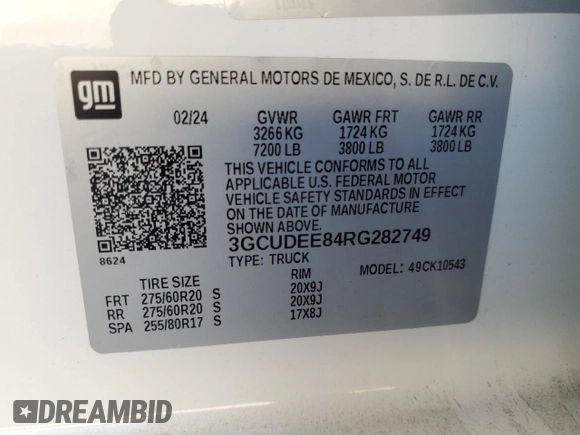 gm
MFD BY GENERAL MOTORS DE MEXICO, S. DE R.L. DE C.V.
02/24 GVWR GAWR FRT GAWR RR
3266 KG 1724 KG 1724 KG
7200 LB 3800 LB 3800 LB
THIS VEHICLE CONFORMS TO ALL
APPLICABLE U.S. FEDERAL MOTOR
VEHICLE SAFETY STANDARDS IN EFFECT
ON THE DATE OF MANUFACTURE
SHOWN ABOVE.
8624
3GCUDEE84RG282749
TYPE: TRUCK MODEL: 49CK10543
TIRE SIZE RIM
FRT 275/60R20 S 20X9J
RR 275/60R20 S 20X9J
SPA 255/80R17 S 17X8J
DREAMBID